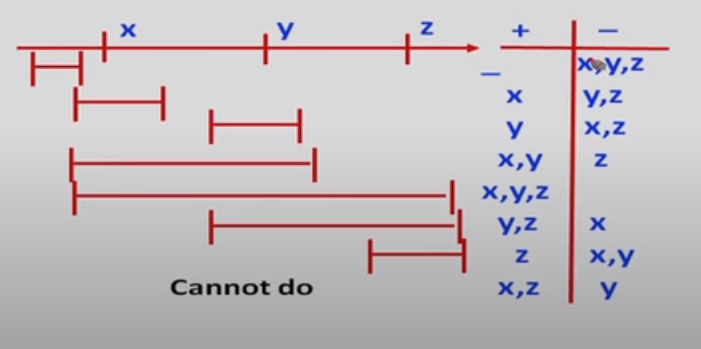 x y z + –
– x,y,z
x y,z
y x,z
x,y z
x,y,z
y,z x
z x,y
Cannot do x,z y